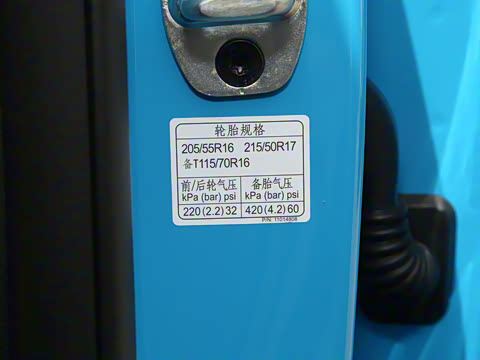 轮胎规格
205/55R16 215/50R17
备T115/70R16
前/后轮气压 备胎气压
kPa (bar) psi kPa (bar) psi
220 (2.2) 32 420 (4.2) 60
P/N: 11014808